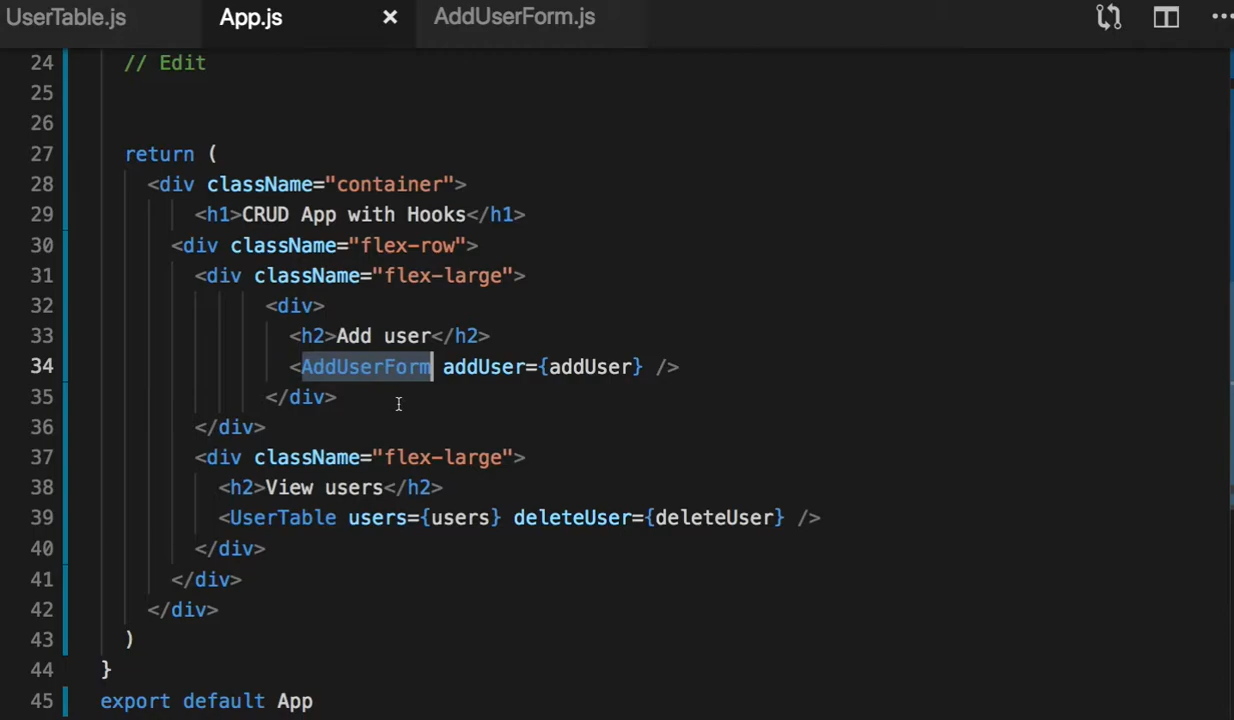 UserTable.js App.js × AddUserForm.js
24 // Edit
25
26
27 return (
28 <div className="container">
29 <h1>CRUD App with Hooks</h1>
30 <div className="flex-row">
31 <div className="flex-large">
32 <div>
33 <h2>Add user</h2>
34 <AddUserForm addUser={addUser} />
35 </div>
36 </div>
37 <div className="flex-large">
38 <h2>View users</h2>
39 <UserTable users={users} deleteUser={deleteUser} />
40 </div>
41 </div>
42 </div>
43 )
44 }
45 export default App